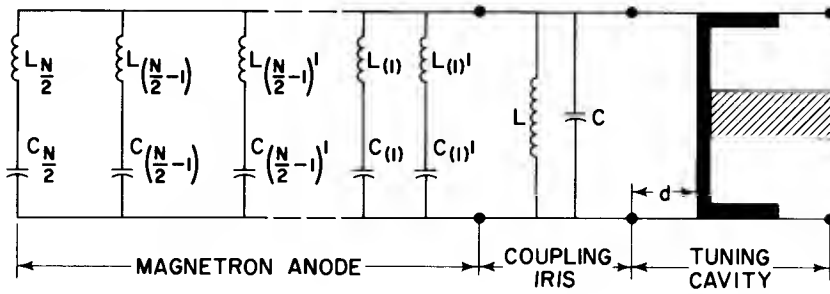 L N/2
L (N/2 -1)
L (N/2 -1)'
L (1)
L (1)'
C N/2
C (N/2 -1)
C (N/2 -1)'
C (1)
C (1)'
L
C
d
MAGNETRON ANODE
COUPLING
IRIS
TUNING
CAVITY